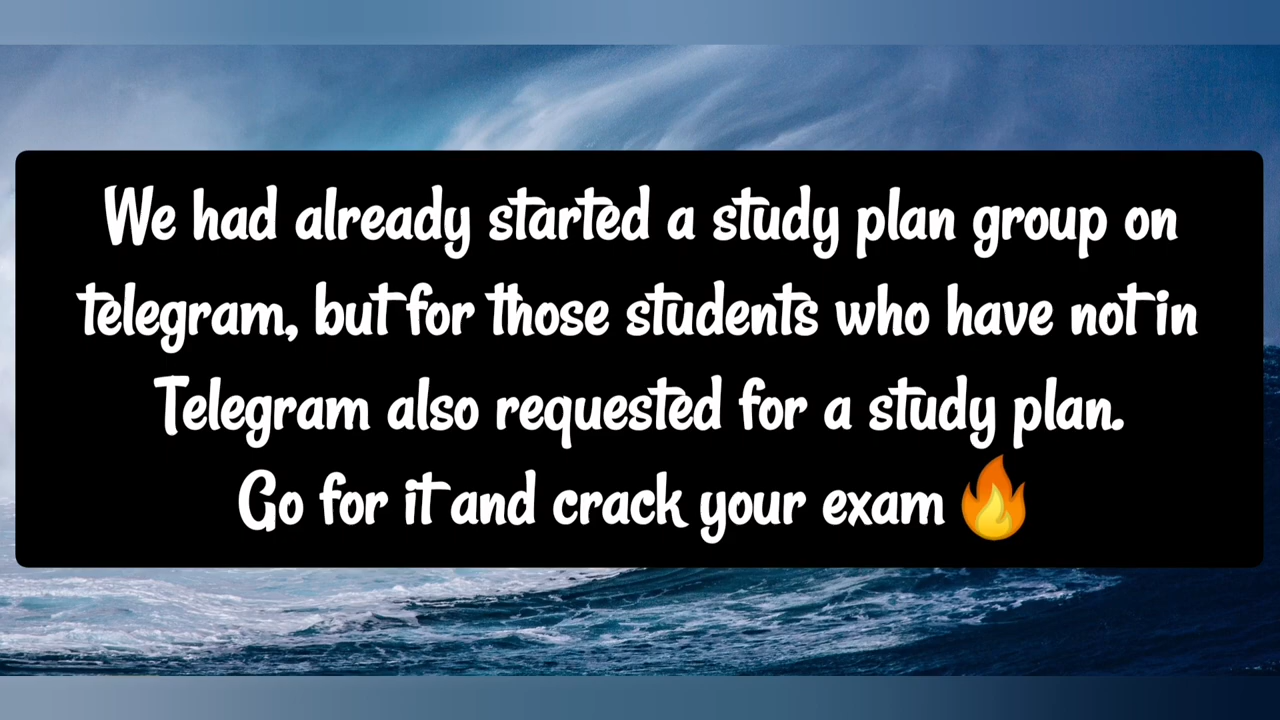 We had already started a study plan group on
telegram, but for those students who have not in
Telegram also requested for a study plan.
Go for it and crack your exam 🔥